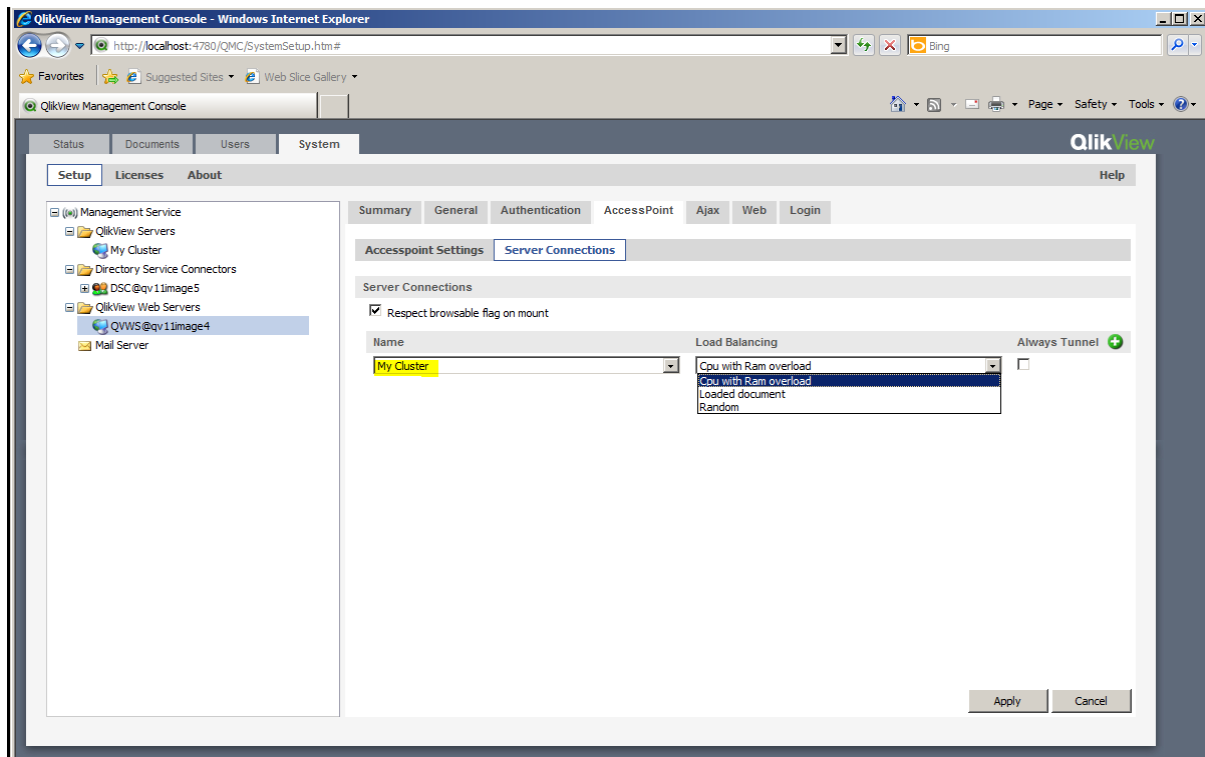 QlikView Management Console - Windows Internet Explorer
http://localhost:4780/QMC/SystemSetup.htm#
Bing
Favorites Suggested Sites Web Slice Gallery
QlikView Management Console Page Safety Tools
Status Documents Users System QlikView
Setup Licenses About Help
Management Service
QlikView Servers
My Cluster
Directory Service Connectors
DSC@qv11image5
QlikView Web Servers
QVWS@qv11image4
Mail Server
Summary General Authentication AccessPoint Ajax Web Login
Accesspoint Settings Server Connections
Server Connections
Respect browsable flag on mount
Name Load Balancing Always Tunnel
My Cluster Cpu with Ram overload
Cpu with Ram overload
Loaded document
Random
Apply Cancel